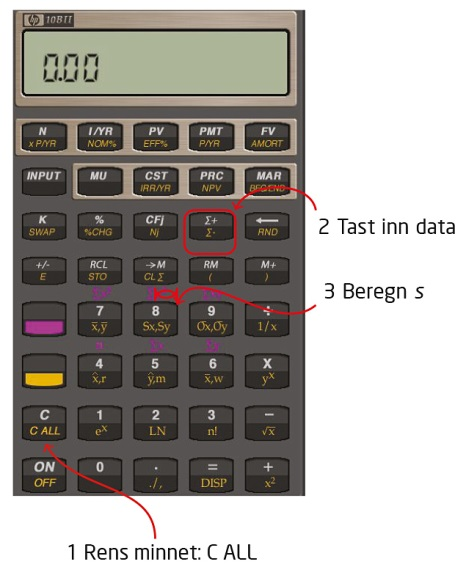 hp 10BII
0.00
N I/YR PV PMT FV
x P/YR NOM% EFF% P/YR AMORT
INPUT MU CST PRC MAR
IRR/YR NPV BEG/END
2 Tast inn data
K % CFj Σ+ ←
SWAP %CHG Nj Σ- RND
+/- RCL →M RM M+
E STO CL Σ ( )
3 Beregn s
7 8 9 ÷
x̅,y̅ Sx,Sy σx,σy 1/x
4 5 6 X
x̂,r ŷ,m x̅,w yˣ
C 1 2 3 −
C ALL eˣ LN n! √x
ON 0 . = +
OFF ./, DISP x²
1 Rens minnet: C ALL